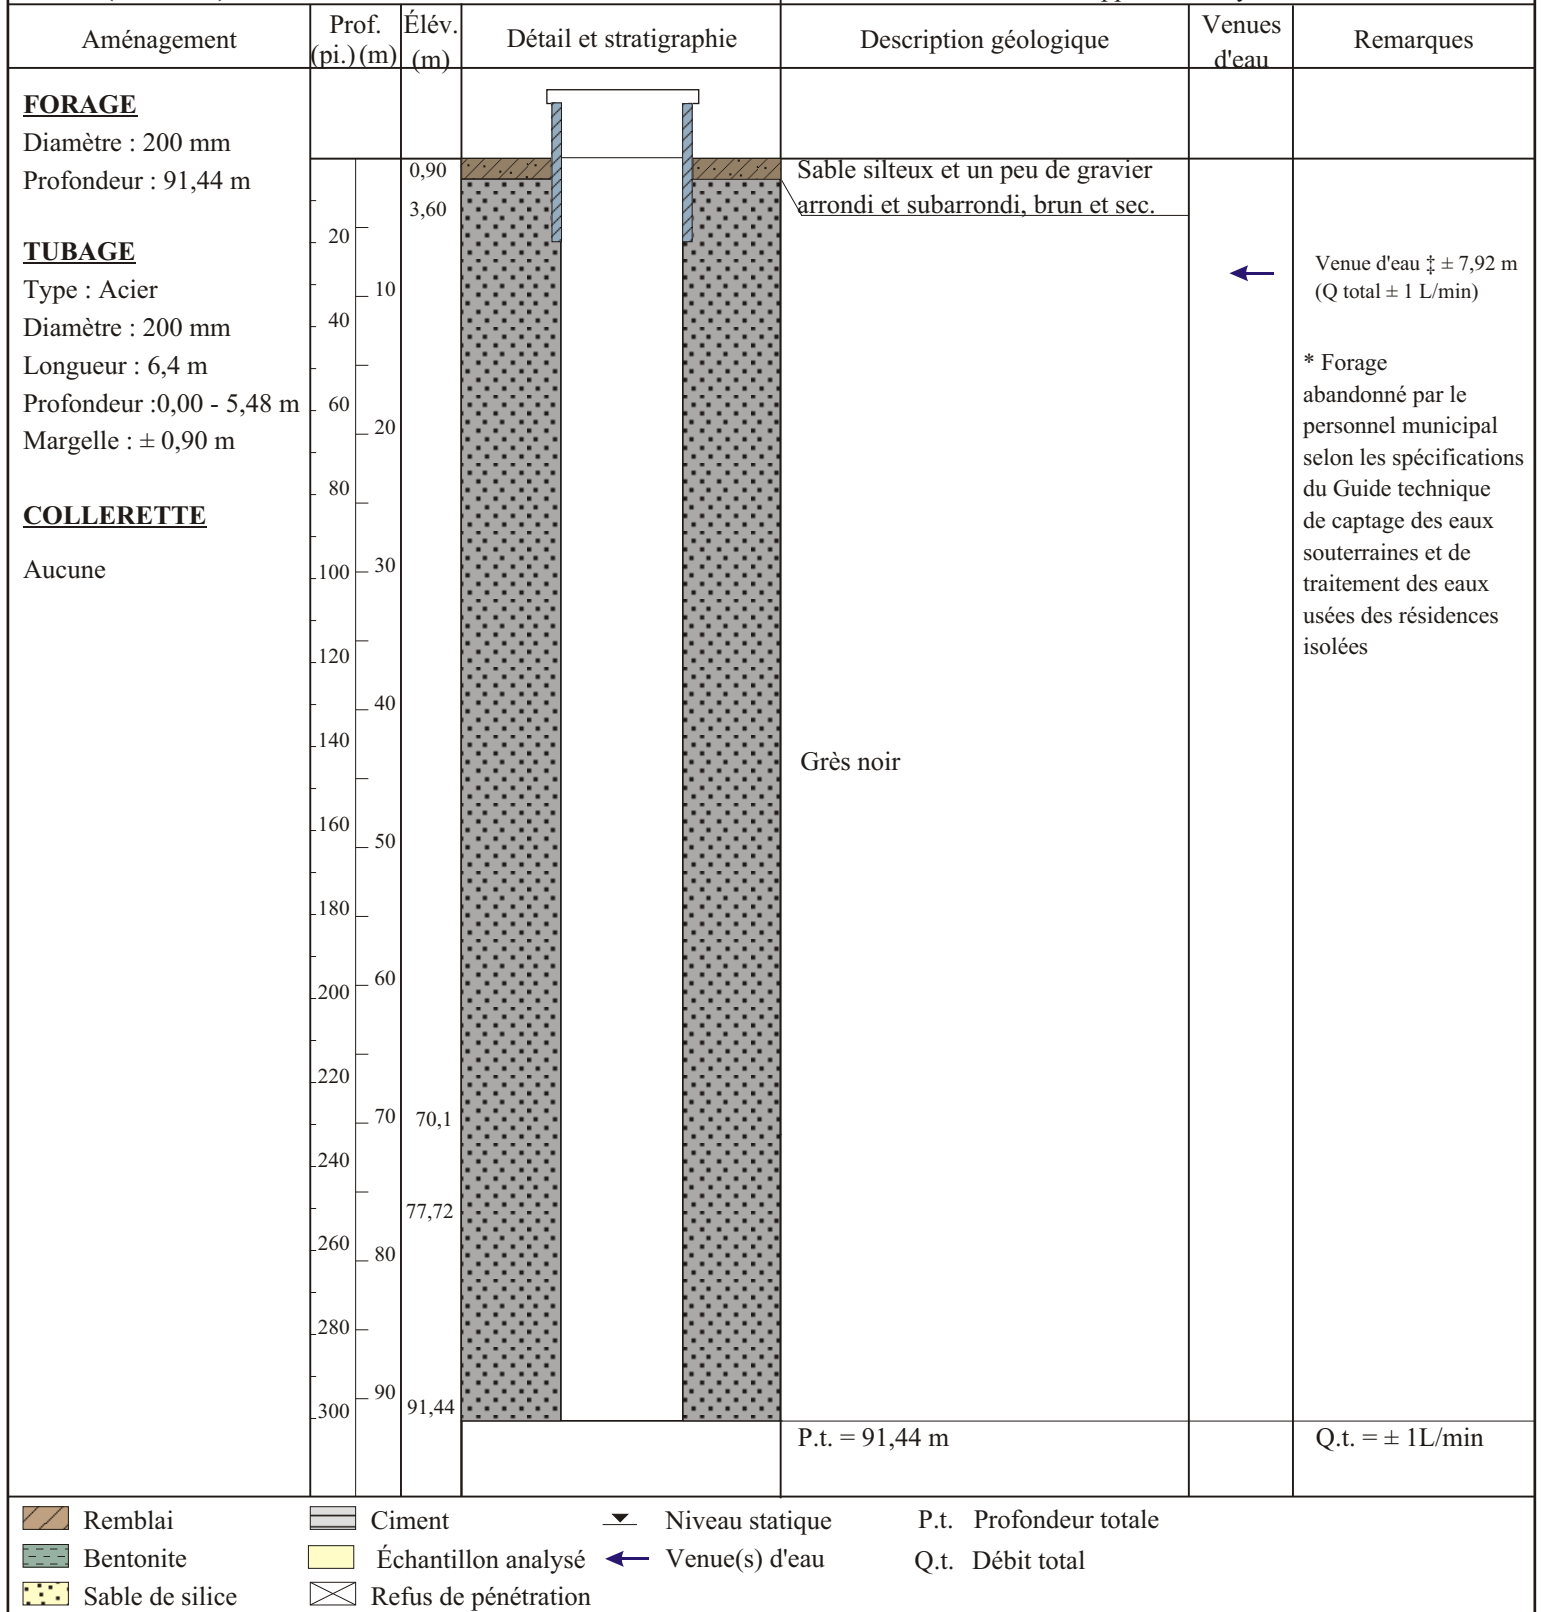 Aménagement
Prof.
(pi.) (m)
Élév.
(m)
Détail et stratigraphie
Description géologique
Venues
d'eau
Remarques
FORAGE
Diamètre : 200 mm
Profondeur : 91,44 m
TUBAGE
Type : Acier
Diamètre : 200 mm
Longueur : 6,4 m
Profondeur :0,00 - 5,48 m
Margelle : ± 0,90 m
COLLERETTE
Aucune
20
40
60
80
100
120
140
160
180
200
220
240
260
280
300
10
20
30
40
50
60
70
80
90
0,90
3,60
70,1
77,72
91,44
Sable silteux et un peu de gravier
arrondi et subarrondi, brun et sec.
Grès noir
P.t. = 91,44 m
Venue d'eau ‡ ± 7,92 m
(Q total ± 1 L/min)
* Forage
abandonné par le
personnel municipal
selon les spécifications
du Guide technique
de captage des eaux
souterraines et de
traitement des eaux
usées des résidences
isolées
Q.t. = ± 1L/min
Remblai
Bentonite
Sable de silice
Ciment
Échantillon analysé
Refus de pénétration
Niveau statique
Venue(s) d'eau
P.t. Profondeur totale
Q.t. Débit total